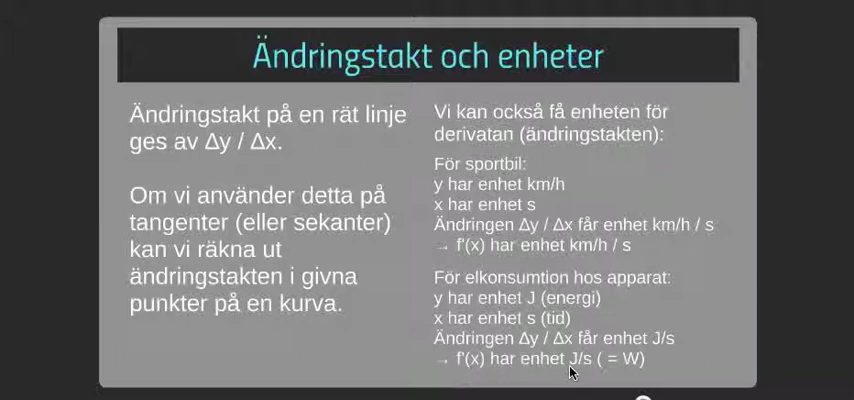 Ändringstakt och enheter
Ändringstakt på en rät linje
ges av Δy / Δx.
Om vi använder detta på
tangenter (eller sekanter)
kan vi räkna ut
ändringstakten i givna
punkter på en kurva.
Vi kan också få enheten för
derivatan (ändringstakten):
För sportbil:
y har enhet km/h
x har enhet s
Ändringen Δy / Δx får enhet km/h / s
→ f'(x) har enhet km/h / s
För elkonsumtion hos apparat:
y har enhet J (energi)
x har enhet s (tid)
Ändringen Δy / Δx får enhet J/s
→ f'(x) har enhet J/s ( = W)